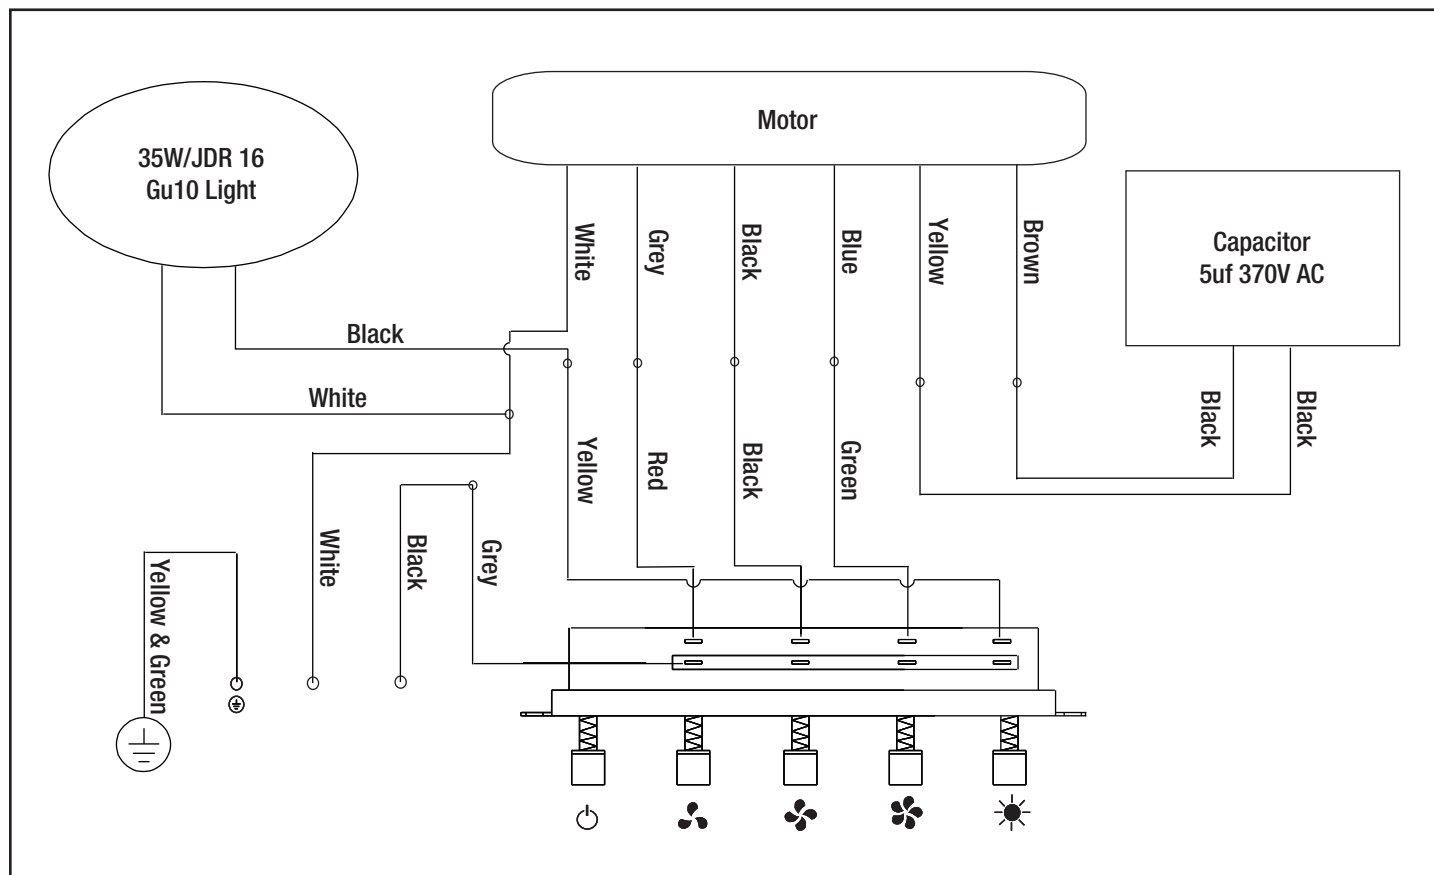 35W/JDR 16
Gu10 Light
Motor
Capacitor
5uf 370V AC
White
Grey
Black
Blue
Yellow
Brown
Black
White
Black
Black
Yellow
Red
Black
Green
White
Black
Grey
Yellow & Green